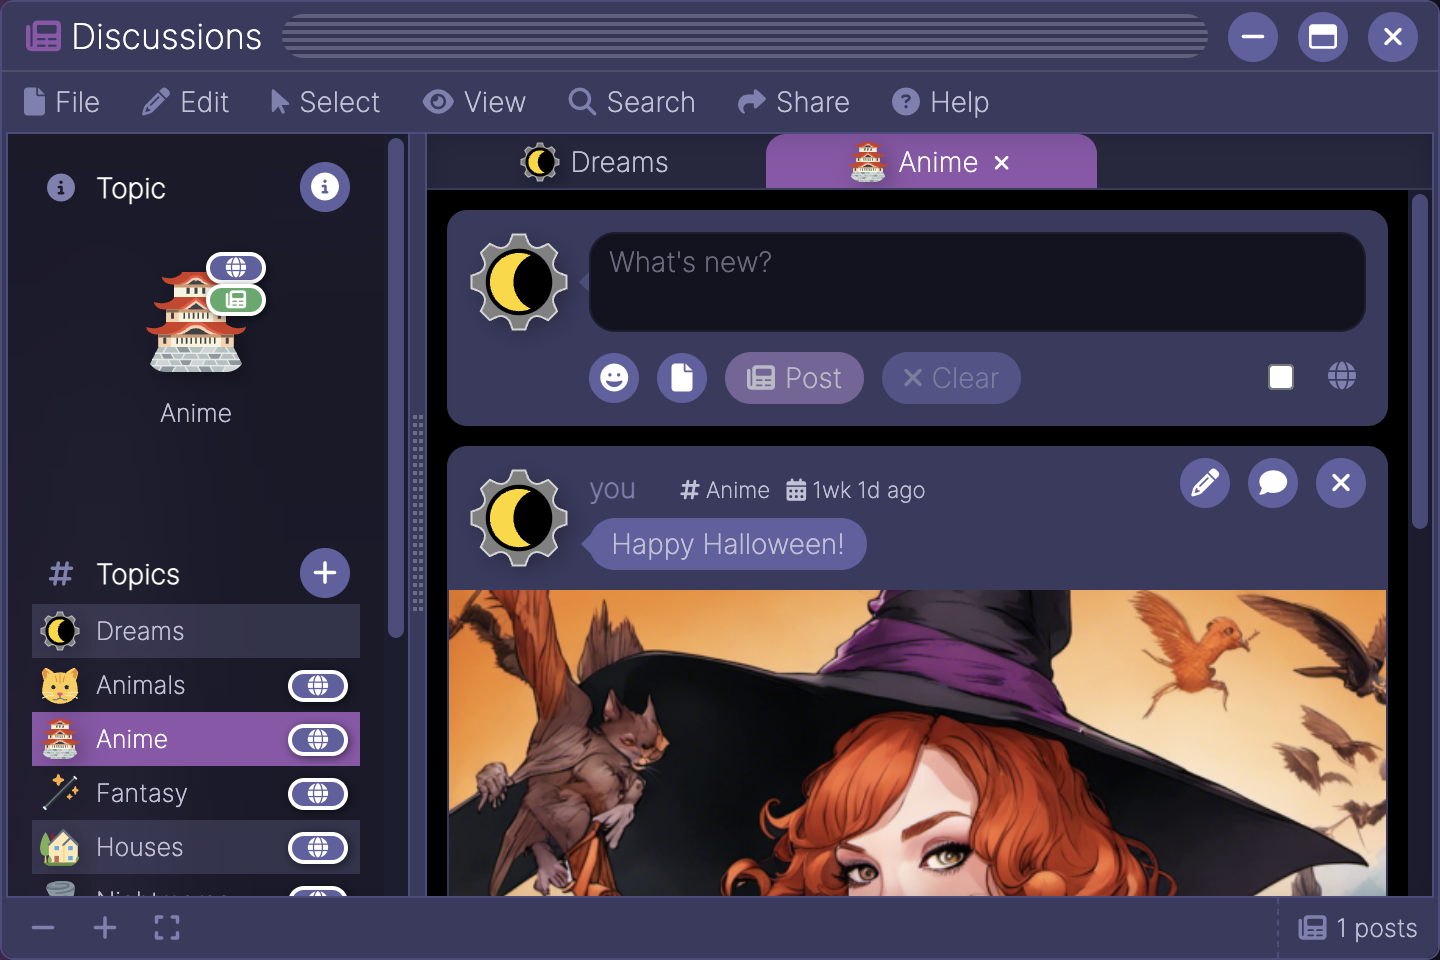 Discussions
File Edit Select View Search Share Help
Topic
Anime
Topics
Dreams
Animals
Anime
Fantasy
Houses
Dreams Anime
What's new?
Post Clear
you # Anime 1wk 1d ago
Happy Halloween!
1 posts